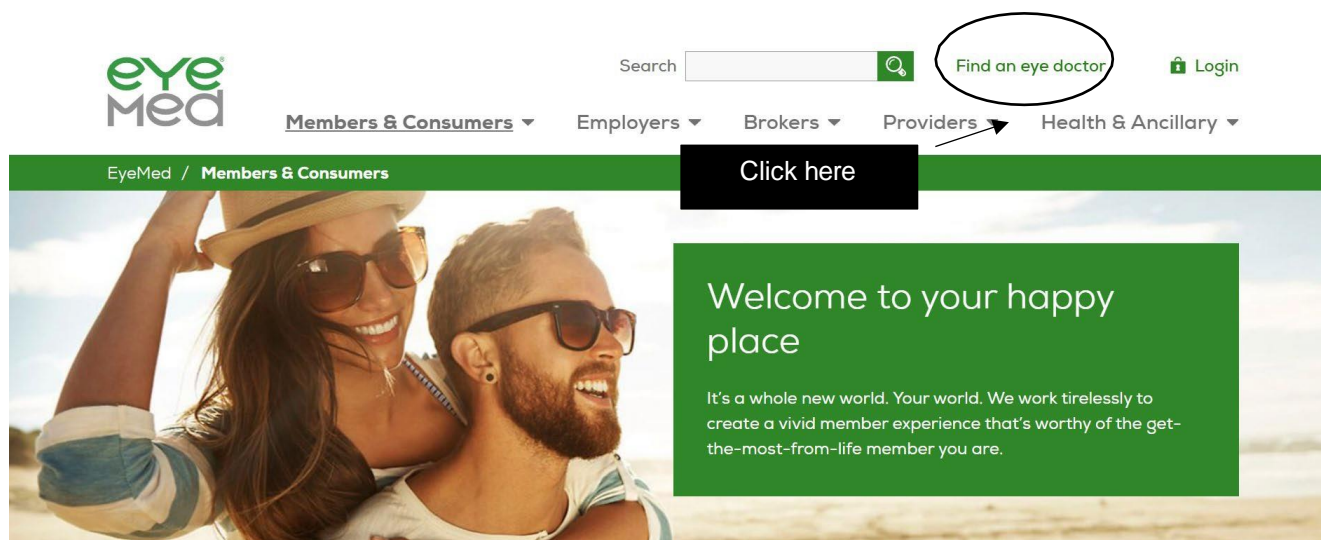 eye
Med
Search
Find an eye doctor
Login
Members & Consumers
Employers
Brokers
Providers
Health & Ancillary
EyeMed / Members & Consumers
Click here
Welcome to your happy
place
It's a whole new world. Your world. We work tirelessly to
create a vivid member experience that's worthy of the get-
the-most-from-life member you are.